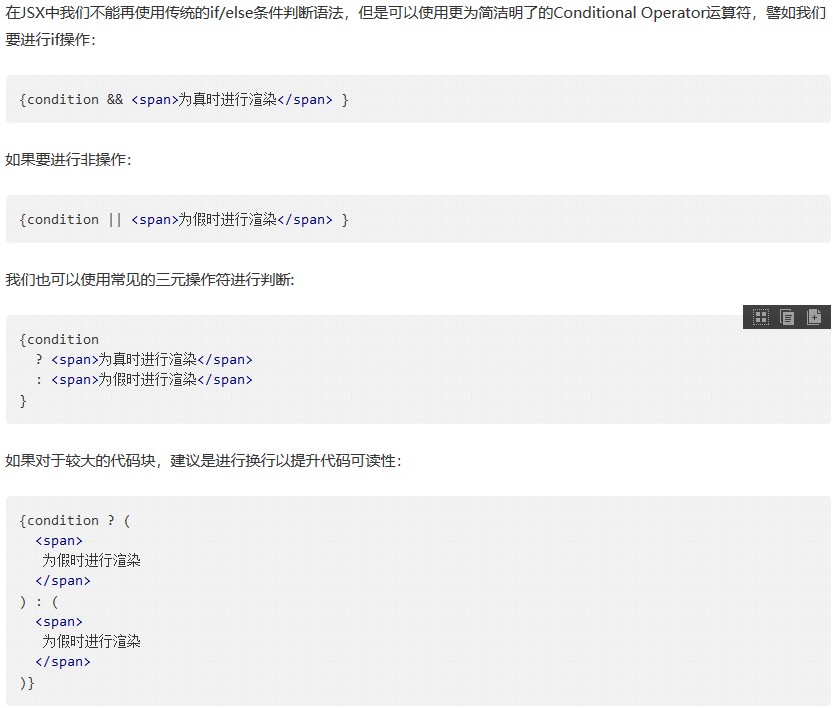 在JSX中我们不能再使用传统的if/else条件判断语法，但是可以使用更为简洁明了的Conditional Operator运算符，譬如我们
要进行if操作：
{condition && <span>为真时进行渲染</span> }
如果要进行非操作：
{condition || <span>为假时进行渲染</span> }
我们也可以使用常见的三元操作符进行判断:
{condition
  ? <span>为真时进行渲染</span>
  : <span>为假时进行渲染</span>
}
如果对于较大的代码块，建议是进行换行以提升代码可读性：
{condition ? (
  <span>
   为假时进行渲染
  </span>
) : (
  <span>
   为假时进行渲染
  </span>
)}